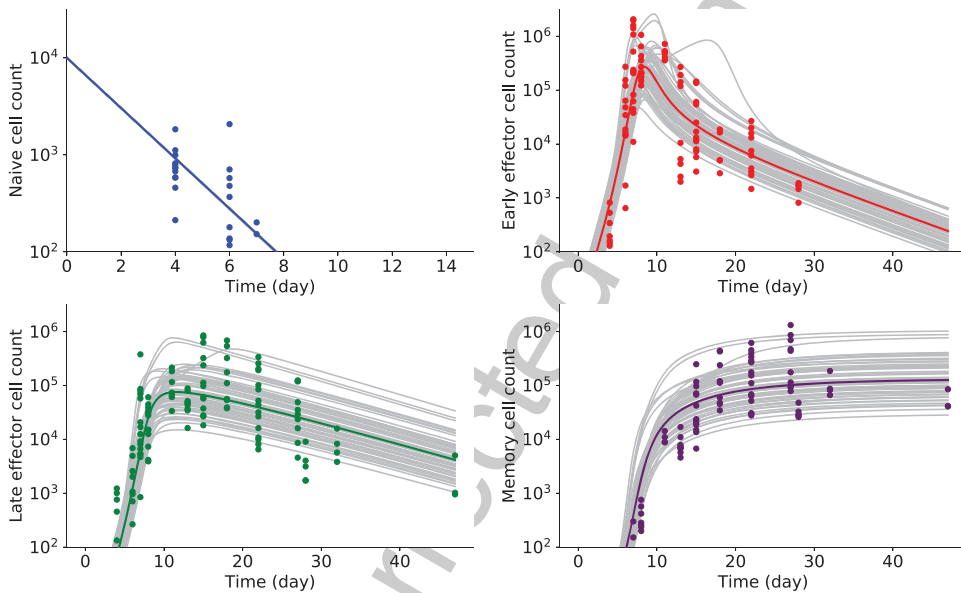 Naive cell count
10⁴
10³
10²
0 2 4 6 8 10 12 14
Time (day)
Early effector cell count
10⁶
10⁵
10⁴
10³
10²
0 10 20 30 40
Time (day)
Late effector cell count
10⁶
10⁵
10⁴
10³
10²
0 10 20 30 40
Time (day)
Memory cell count
10⁶
10⁵
10⁴
10³
10²
0 10 20 30 40
Time (day)